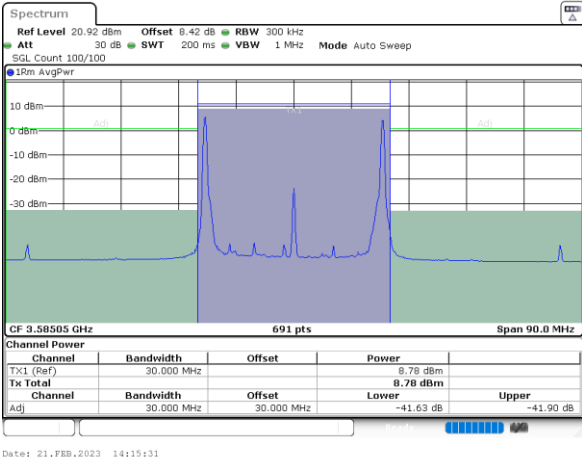 Spectrum
Ref Level 20.92 dBm Offset 8.42 dB RBW 300 kHz
Att 30 dB SWT 200 ms VBW 1 MHz Mode Auto Sweep
SGL Count 100/100
1Rm AvgPwr
10 dBm
Adj TX1 Adj
0 dBm
-10 dBm
-20 dBm
-30 dBm
CF 3.58505 GHz 691 pts Span 90.0 MHz
Channel Power
Channel Bandwidth Offset Power
TX1 (Ref) 30.000 MHz 8.78 dBm
Tx Total 8.78 dBm
Channel Bandwidth Offset Lower Upper
Adj 30.000 MHz 30.000 MHz -41.63 dB -41.90 dB
Ready
Date: 21.FEB.2023 14:15:31